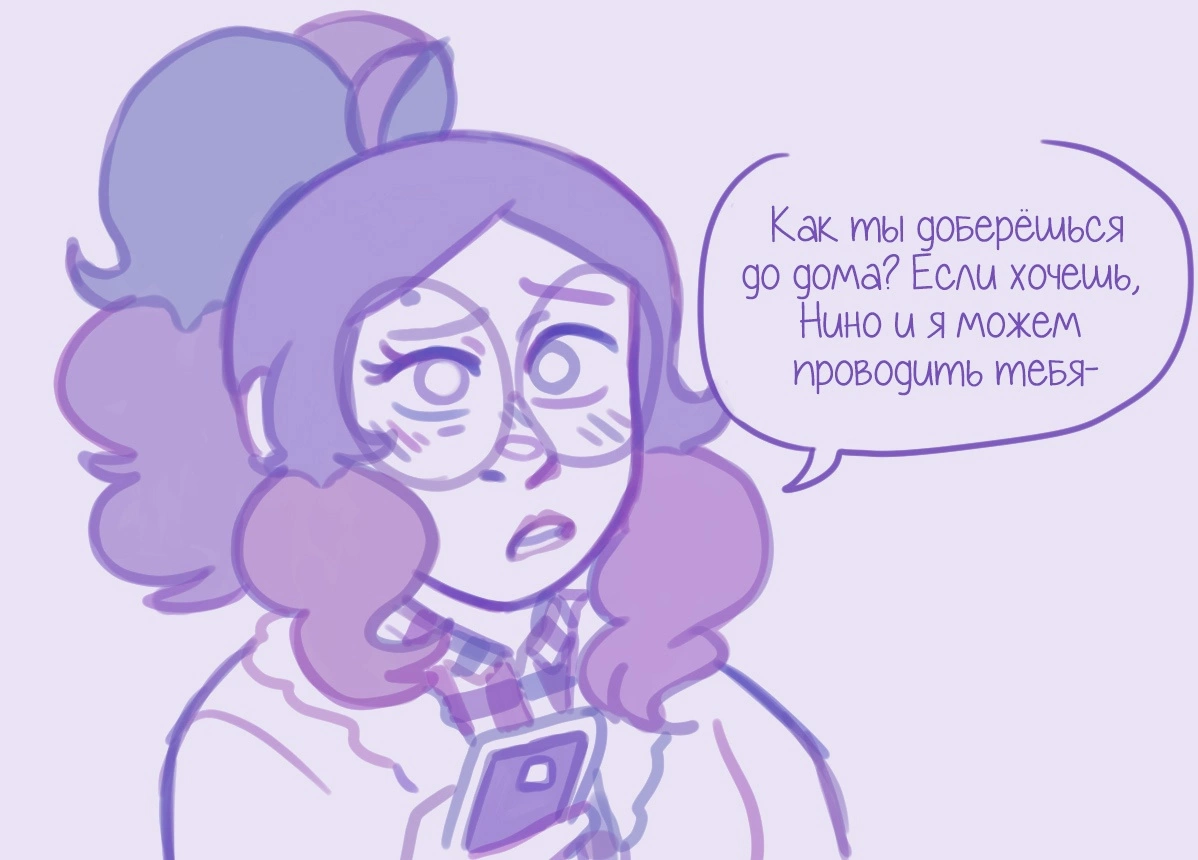 Как ты доберёшься
до дома? Если хочешь,
Нино и я можем
проводить тебя-